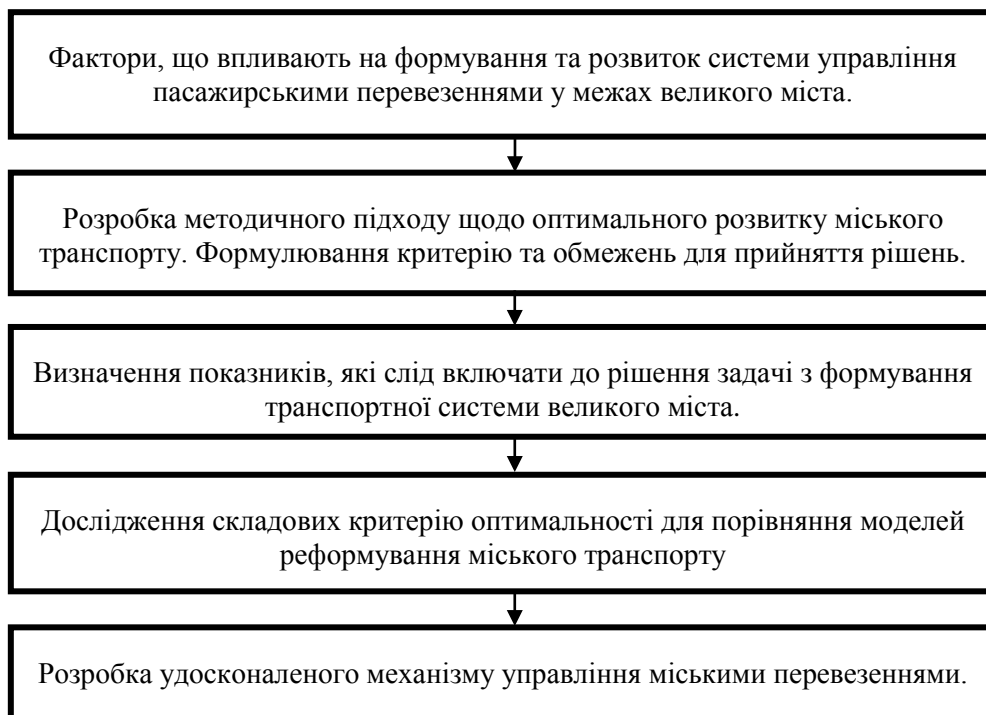 Фактори, що впливають на формування та розвиток системи управління
пасажирськими перевезеннями у межах великого міста.
Розробка методичного підходу щодо оптимального розвитку міського
транспорту. Формулювання критерію та обмежень для прийняття рішень.
Визначення показників, які слід включати до рішення задачі з формування
транспортної системи великого міста.
Дослідження складових критерію оптимальності для порівняння моделей
реформування міського транспорту
Розробка удосконаленого механізму управління міськими перевезеннями.